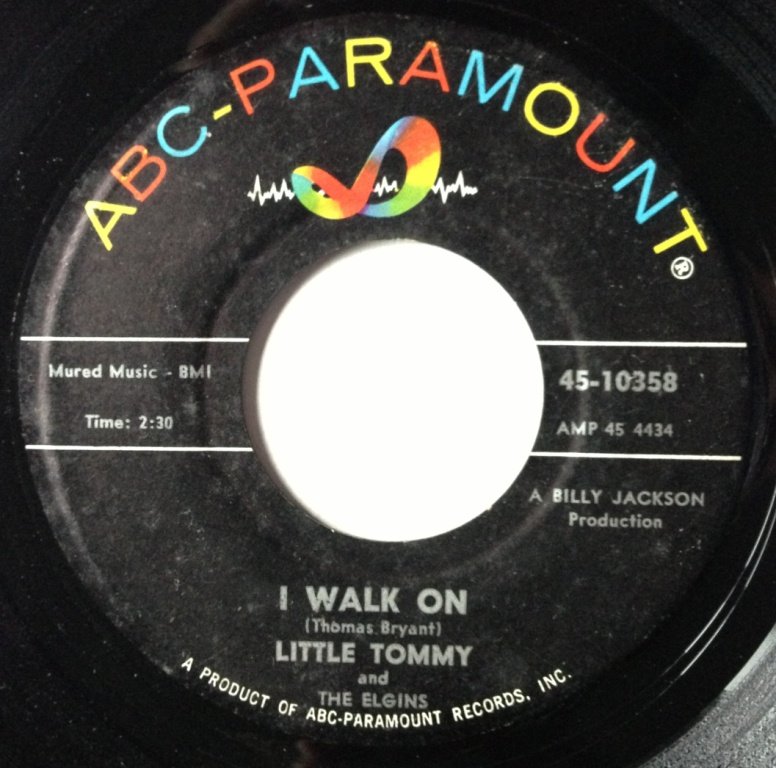 ABC-PARAMOUNT
®
Mured Music - BMI
Time: 2:30
45-10358
AMP 45 4434
A BILLY JACKSON
Production
I WALK ON
(Thomas Bryant)
LITTLE TOMMY
and
THE ELGINS
A PRODUCT OF ABC-PARAMOUNT RECORDS, INC.